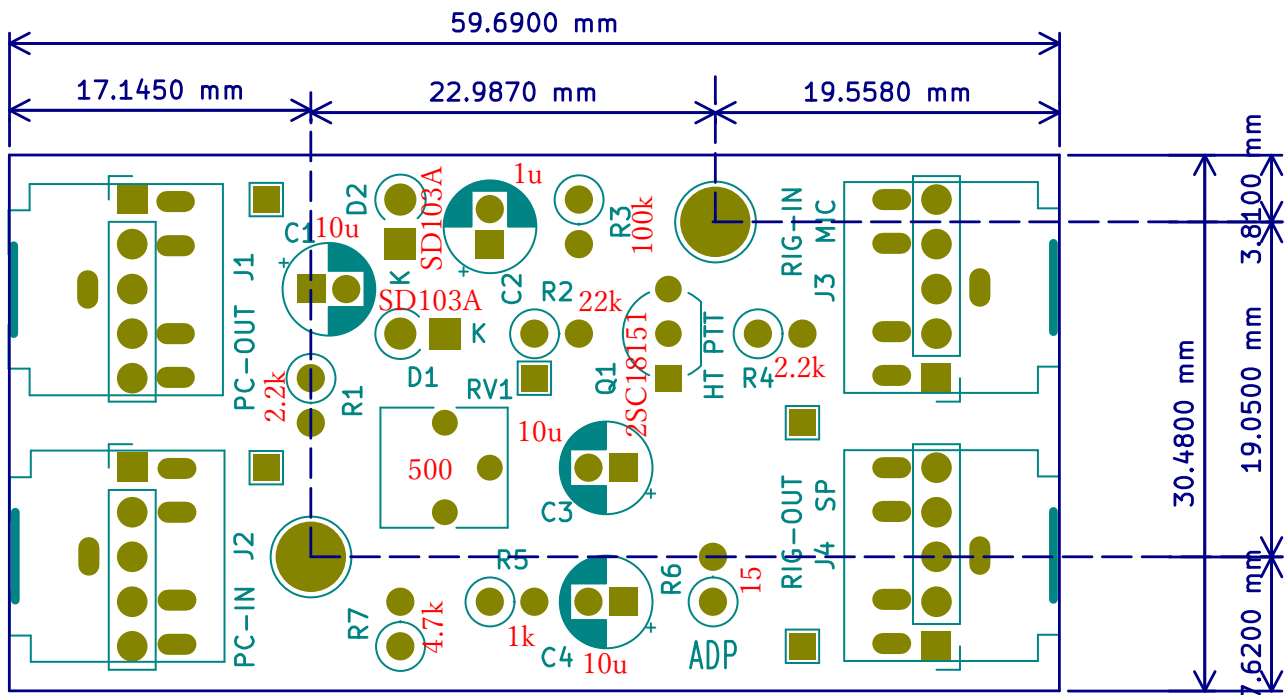 59.6900 mm
17.1450 mm
22.9870 mm
19.5580 mm
3.8100 mm
19.0500 mm
30.4800 mm
7.6200 mm
D2
SD103A
1u
R3
100k
RIG-IN
MIC
J3
C1
10u
+
K
J1
PC-OUT
SD103A
+
C2
R2
22k
K
D1
RV1
Q1
2SC18151
HT PTT
R4
2.2k
2.2k
R1
10u
500
C3
+
J2
PC-IN
RIG-OUT
SP
J4
R5
R6
15
R7
4.7k
1k
C4
10u
+
ADP